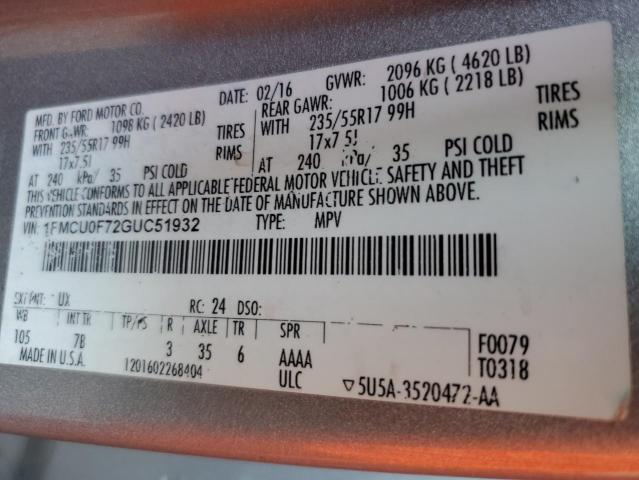 MFD. BY FORD MOTOR CO. DATE: 02/16 GVWR: 2096 KG ( 4620 LB)
FRONT GAWR: 1098 KG ( 2420 LB) REAR GAWR: 1006 KG ( 2218 LB)
WITH 235/55R17 99H TIRES WITH 235/55R17 99H TIRES
17x7.5J RIMS 17x7.5J RIMS
AT 240 kPa/ 35 PSI COLD AT 240 kPa/ 35 PSI COLD
THIS VEHICLE CONFORMS TO ALL APPLICABLE FEDERAL MOTOR VEHICLE SAFETY AND THEFT
PREVENTION STANDARDS IN EFFECT ON THE DATE OF MANUFACTURE SHOWN ABOVE.
VIN: 1FMCU0F72GUC51932 TYPE: MPV
EXT PNT: UX RC: 24 DSO:
WB INT TR TP/PS R AXLE TR SPR
105 7B 3 35 6 AAAA F0079
MADE IN U.S.A. 1201602268404 ULC T0318
▽5U5A-3520472-AA